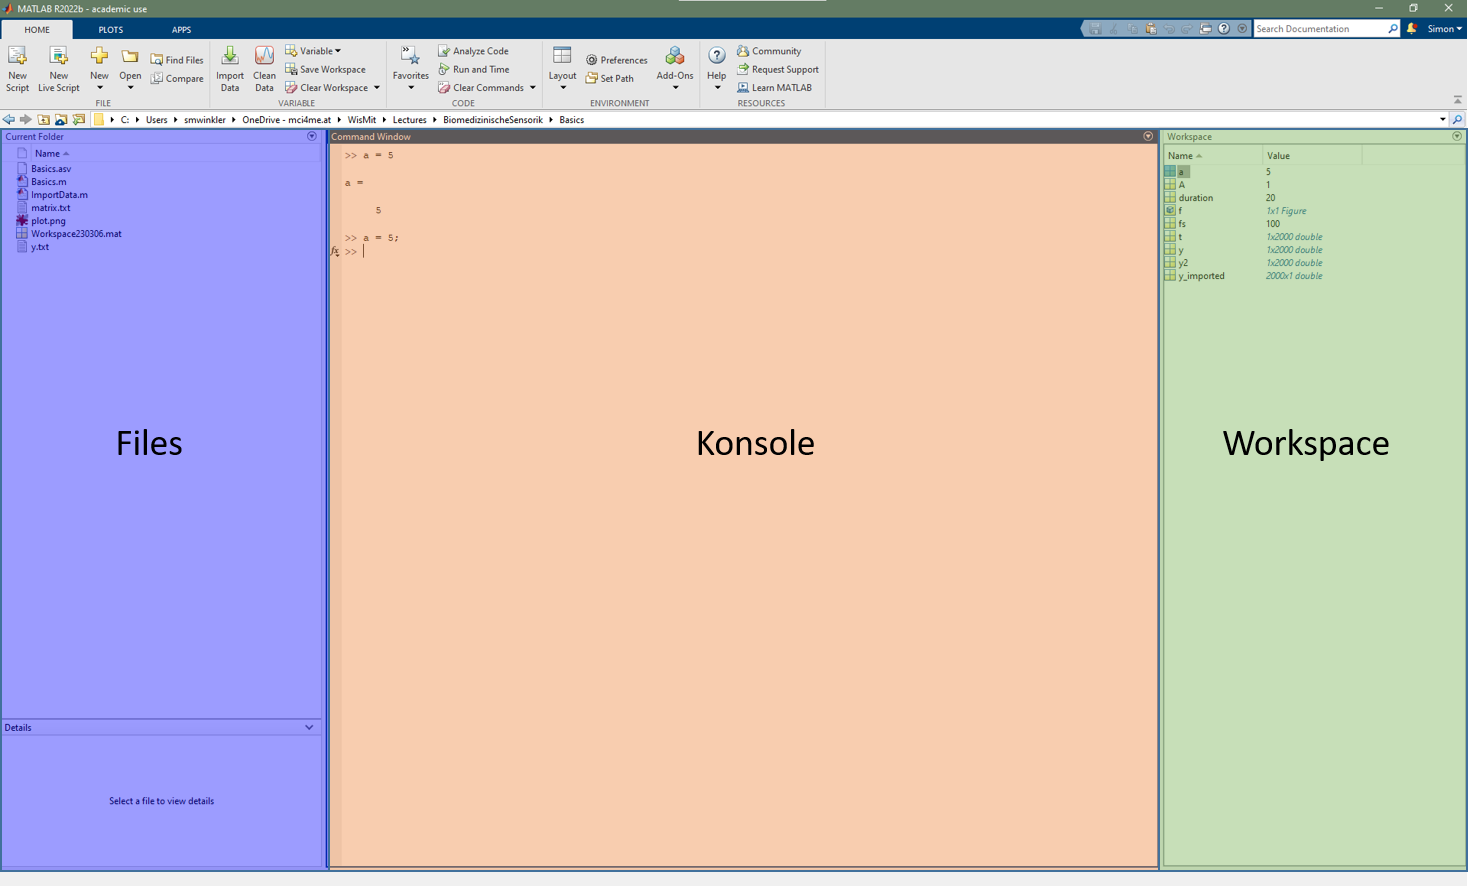 MATLAB R2022b - academic use
HOME PLOTS APPS
Search Documentation Simon
New Script
New Live Script
New
Open
Find Files
Compare
FILE
Import Data
Clean Data
Variable
Save Workspace
Clear Workspace
VARIABLE
Favorites
Analyze Code
Run and Time
Clear Commands
CODE
Layout
Preferences
Set Path
Add-Ons
ENVIRONMENT
Help
Community
Request Support
Learn MATLAB
RESOURCES
C: Users smwinkler OneDrive - mci4me.at WisMit Lectures BiomedizinischeSensorik Basics
Current Folder
Name
Basics.asv
Basics.m
ImportData.m
matrix.txt
plot.png
Workspace230306.mat
y.txt
Files
Details
Select a file to view details
Command Window
>> a = 5
a =
5
>> a = 5;
fx >>
Konsole
Workspace
Name Value
a 5
A 1
duration 20
f 1x1 Figure
fs 100
t 1x2000 double
y 1x2000 double
y2 1x2000 double
y_imported 2000x1 double
Workspace